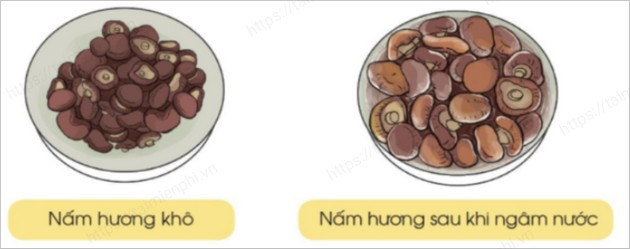 Nấm hương khô
Nấm hương sau khi ngâm nước